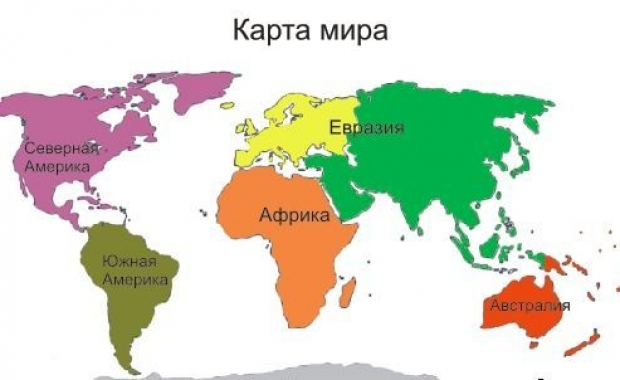 Карта мира
Северная
Америка
Евразия
Африка
Южная
Америка
Австралия